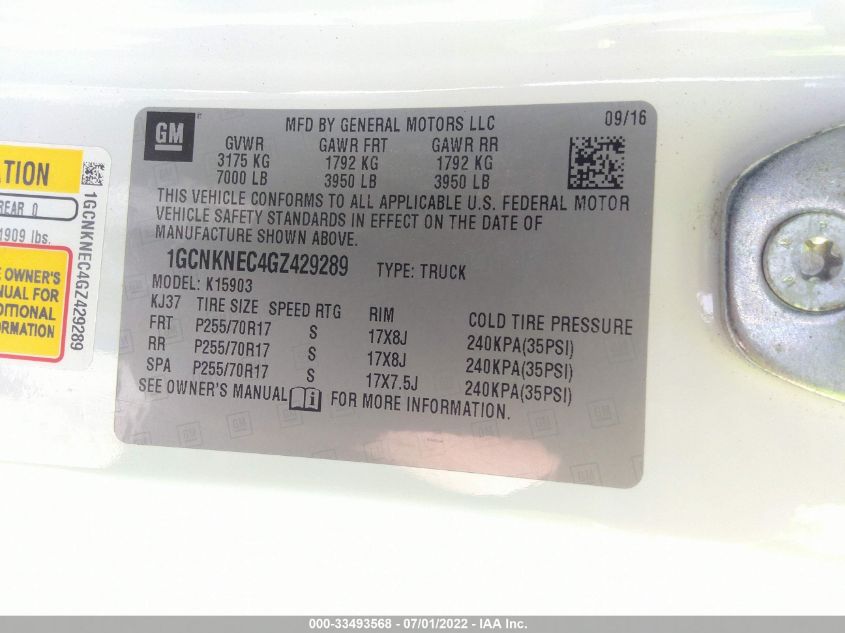 GM
MFD BY GENERAL MOTORS LLC
09/16
GVWR GAWR FRT GAWR RR
3175 KG 1792 KG 1792 KG
7000 LB 3950 LB 3950 LB
THIS VEHICLE CONFORMS TO ALL APPLICABLE U.S. FEDERAL MOTOR
VEHICLE SAFETY STANDARDS IN EFFECT ON THE DATE OF
MANUFACTURE SHOWN ABOVE.
1GCNKNEC4GZ429289 TYPE: TRUCK
MODEL: K15903
KJ37 TIRE SIZE SPEED RTG RIM COLD TIRE PRESSURE
FRT P255/70R17 S 17X8J 240KPA(35PSI)
RR P255/70R17 S 17X8J 240KPA(35PSI)
SPA P255/70R17 S 17X7.5J 240KPA(35PSI)
SEE OWNER'S MANUAL FOR MORE INFORMATION.
ATION
REAR 0
1909 lbs.
E OWNER'S
NUAL FOR
DITIONAL
ORMATION
1GCNKNEC4GZ429289
000-33493568 - 07/01/2022 - IAA Inc.